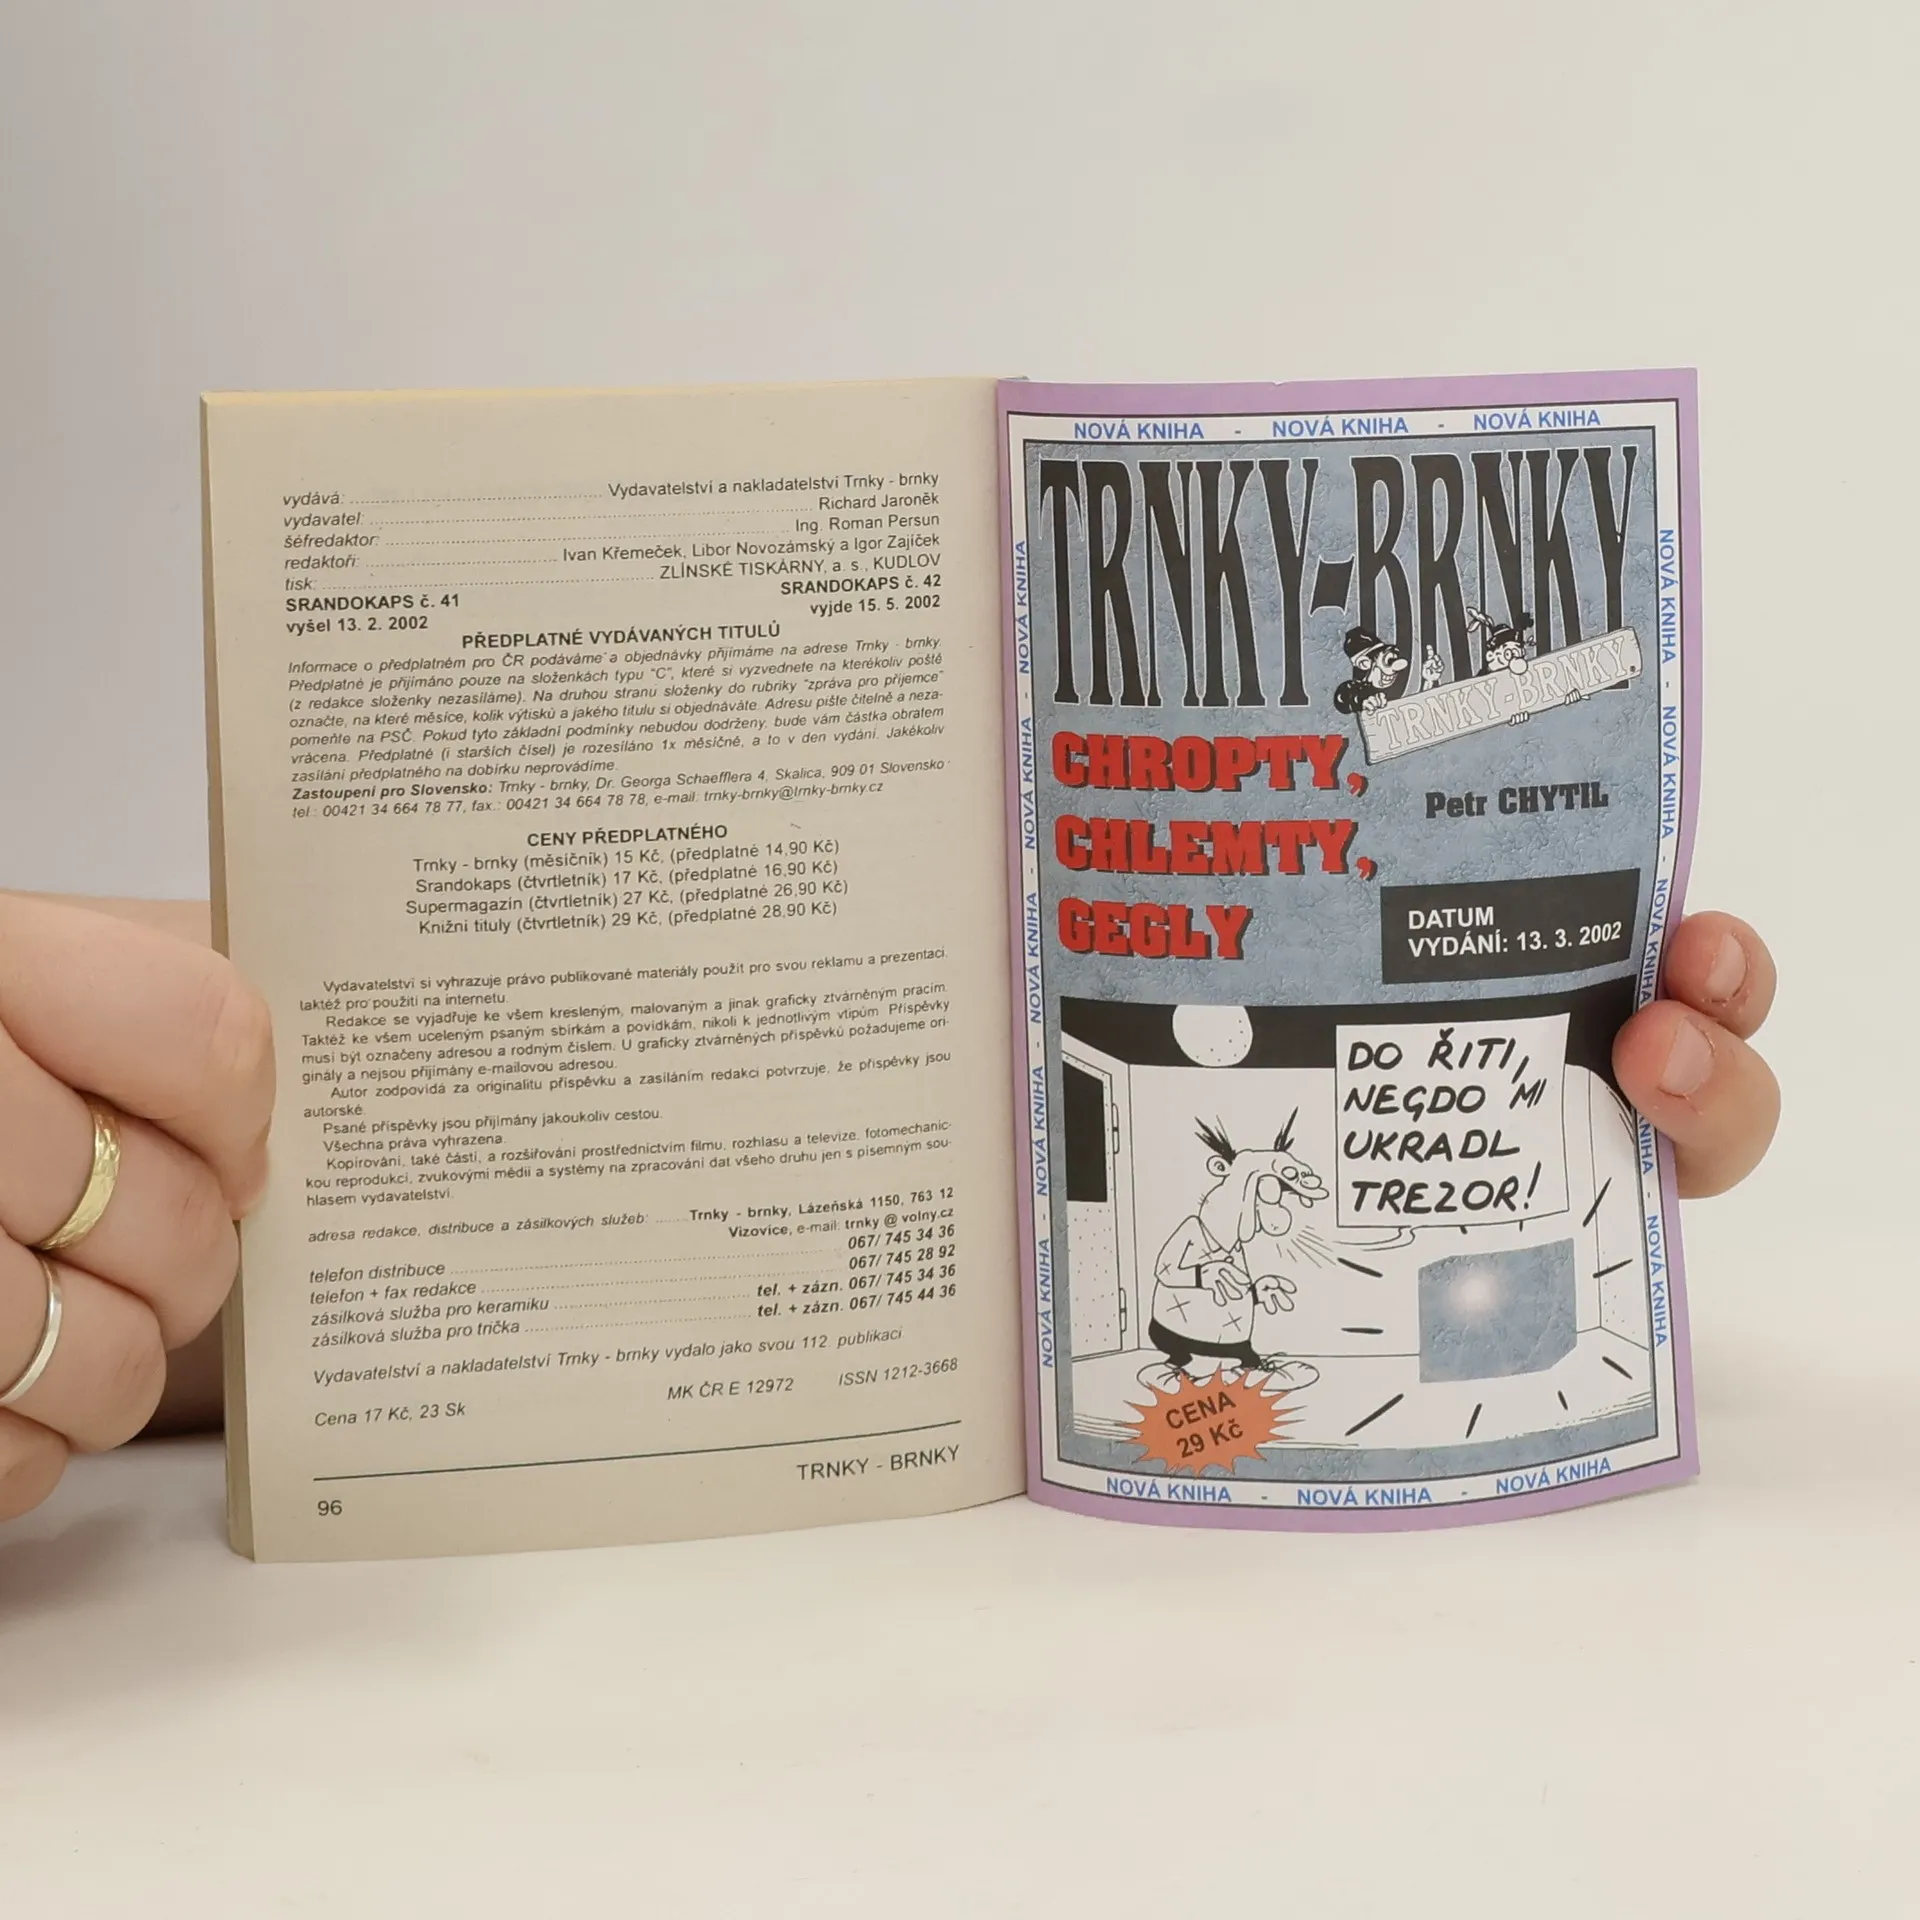 vydává: ........ Vydavatelství a nakladatelství Trnky - brnky
vydavatel: ........ Richard Jaroněk
šéfredaktor: ........ Ing. Roman Persun
redaktoři: ........ Ivan Křemeček, Libor Novozámský a Igor Zajíček
tisk: ........ ZLÍNSKÉ TISKÁRNY, a. s., KUDLOV
SRANDOKAPS č. 41 SRANDOKAPS č. 42
vyšel 13. 2. 2002 vyjde 15. 5. 2002
PŘEDPLATNÉ VYDÁVANÝCH TITULŮ
Informace o předplatném pro ČR podáváme a objednávky přijímáme na adrese Trnky - brnky.
Předplatné je přijímáno pouze na složenkách typu "C", které si vyzvednete na kterékoliv poště
(z redakce složenky nezasíláme). Na druhou stranu složenky do rubriky "zpráva pro příjemce"
označte, na které měsíce, kolik výtisků a jakého titulu si objednáváte. Adresu pište čitelně a neza-
pomeňte na PSČ. Pokud tyto základní podmínky nebudou dodrženy, bude vám částka obratem
vrácena. Předplatné (i starších čísel) je rozesíláno 1x měsíčně, a to v den vydání. Jakékoliv
zasílání předplatného na dobírku neprovádíme.
Zastoupení pro Slovensko: Trnky - brnky, Dr. Georga Schaefflera 4, Skalica, 909 01 Slovensko
tel.: 00421 34 664 78 77, fax.: 00421 34 664 78 78, e-mail: trnky-brnky@trnky-brnky.cz
CENY PŘEDPLATNÉHO
Trnky - brnky (měsíčník) 15 Kč, (předplatné 14,90 Kč)
Srandokaps (čtvrtletník) 17 Kč, (předplatné 16,90 Kč)
Supermagazín (čtvrtletník) 27 Kč, (předplatné 26,90 Kč)
Knižní tituly (čtvrtletník) 29 Kč, (předplatné 28,90 Kč)
Vydavatelství si vyhrazuje právo publikované materiály použít pro svou reklamu a prezentaci,
taktéž pro použití na internetu.
Redakce se vyjadřuje ke všem kresleným, malovaným a jinak graficky ztvárněným pracím.
Taktéž ke všem uceleným psaným sbírkám a povídkám, nikoli k jednotlivým vtipům. Příspěvky
musí být označeny adresou a rodným číslem. U graficky ztvárněných příspěvků požadujeme ori-
ginály a nejsou přijímány e-mailovou adresou.
Autor zodpovídá za originalitu příspěvku a zasíláním redakci potvrzuje, že příspěvky jsou
autorské.
Psané příspěvky jsou přijímány jakoukoliv cestou.
Všechna práva vyhrazena.
Kopírování, také částí, a rozšiřování prostřednictvím filmu, rozhlasu a televize, fotomechanic-
kou reprodukcí, zvukovými médii a systémy na zpracování dat všeho druhu jen s písemným sou-
hlasem vydavatelství.
adresa redakce, distribuce a zásilkových služeb: ...... Trnky - brnky, Lázeňská 1150, 763 12
Vizovice, e-mail: trnky @ volny.cz
telefon distribuce ........ 067/ 745 34 36
telefon + fax redakce ........ 067/ 745 28 92
zásilková služba pro keramiku ........ tel. + zázn. 067/ 745 34 36
zásilková služba pro trička ........ tel. + zázn. 067/ 745 44 36
Vydavatelství a nakladatelství Trnky - brnky vydalo jako svou 112. publikaci
MK ČR E 12972 ISSN 1212-3668
Cena 17 Kč, 23 Sk
TRNKY - BRNKY
96
NOVÁ KNIHA - NOVÁ KNIHA - NOVÁ KNIHA
TRNKY-BRNKY
TRNKY-BRNKY
CHROPTY,
CHLEMTY,
GEGLY
Petr CHYTIL
DATUM
VYDÁNÍ: 13. 3. 2002
DO ŘITI,
NEGDO MI
UKRADL
TREZOR!
CENA
29 Kč
NOVÁ KNIHA - NOVÁ KNIHA - NOVÁ KNIHA - NOVÁ KNIHA - NOVÁ KNIHA
NOVÁ KNIHA - NOVÁ KNIHA - NOVÁ KNIHA - KNIHA - NOVÁ KNIHA
NOVÁ KNIHA - NOVÁ KNIHA - NOVÁ KNIHA